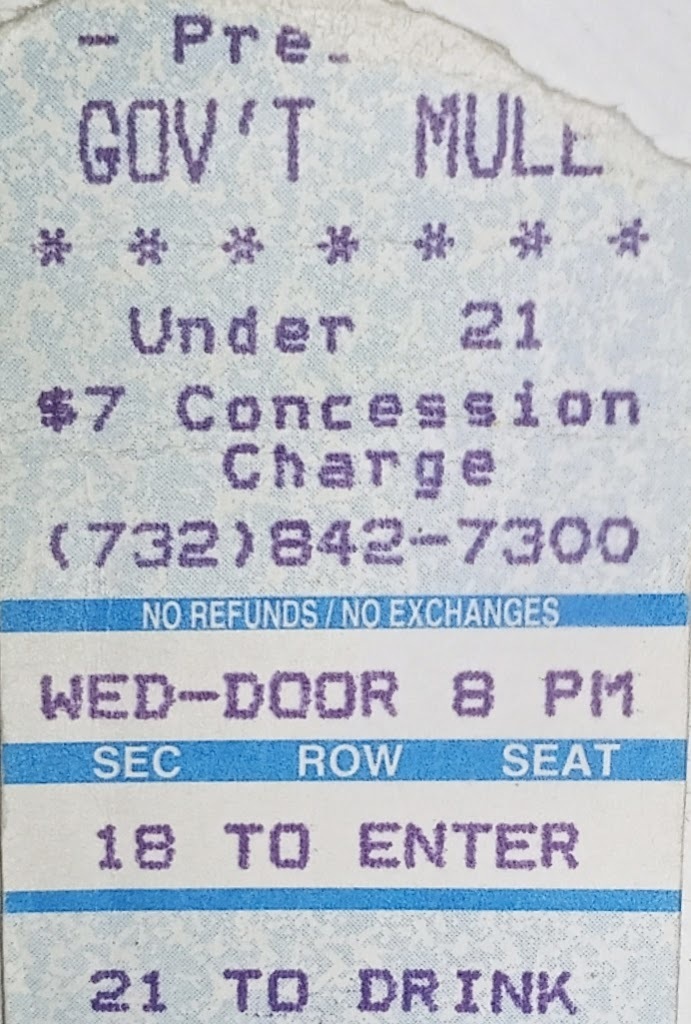 - Pre.
GOV'T MULE
* * * * * * *
Under 21
$7 Concession
Charge
(732)842-7300
NO REFUNDS / NO EXCHANGES
WED-DOOR 8 PM
SEC ROW SEAT
18 TO ENTER
21 TO DRINK